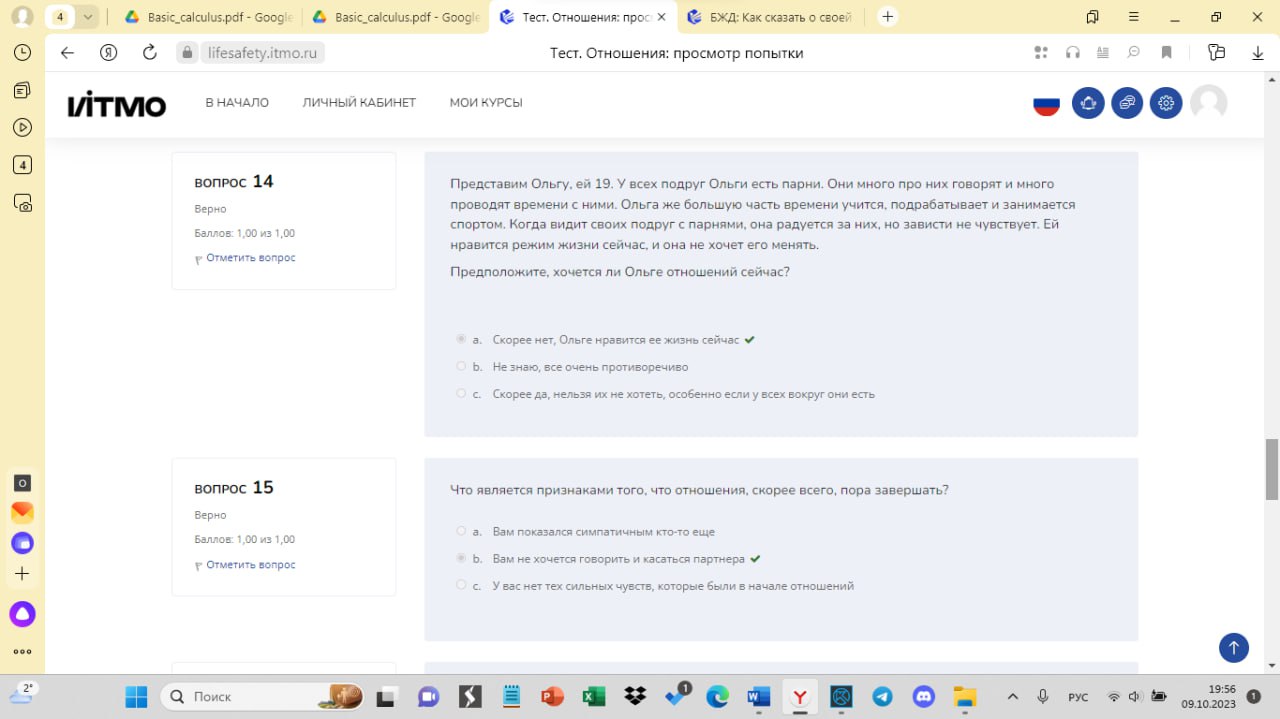 4
Basic_calculus.pdf - Google
Basic_calculus.pdf - Google
Тест. Отношения: прос
БЖД: Как сказать о своей
lifesafety.itmo.ru
Тест. Отношения: просмотр попытки
ИТМО
В НАЧАЛО
ЛИЧНЫЙ КАБИНЕТ
МОИ КУРСЫ
4
ВОПРОС 14
Верно
Баллов: 1,00 из 1,00
Отметить вопрос
Представим Ольгу, ей 19. У всех подруг Ольги есть парни. Они много про них говорят и много
проводят времени с ними. Ольга же большую часть времени учится, подрабатывает и занимается
спортом. Когда видит своих подруг с парнями, она радуется за них, но зависти не чувствует. Ей
нравится режим жизни сейчас, и она не хочет его менять.
Предположите, хочется ли Ольге отношений сейчас?
a. Скорее нет, Ольге нравится ее жизнь сейчас
b. Не знаю, все очень противоречиво
c. Скорее да, нельзя их не хотеть, особенно если у всех вокруг они есть
ВОПРОС 15
Верно
Баллов: 1,00 из 1,00
Отметить вопрос
Что является признаками того, что отношения, скорее всего, пора завершать?
a. Вам показался симпатичным кто-то еще
b. Вам не хочется говорить и касаться партнера
c. У вас нет тех сильных чувств, которые были в начале отношений
2°
Поиск
1
РУС
19:56
09.10.2023
1